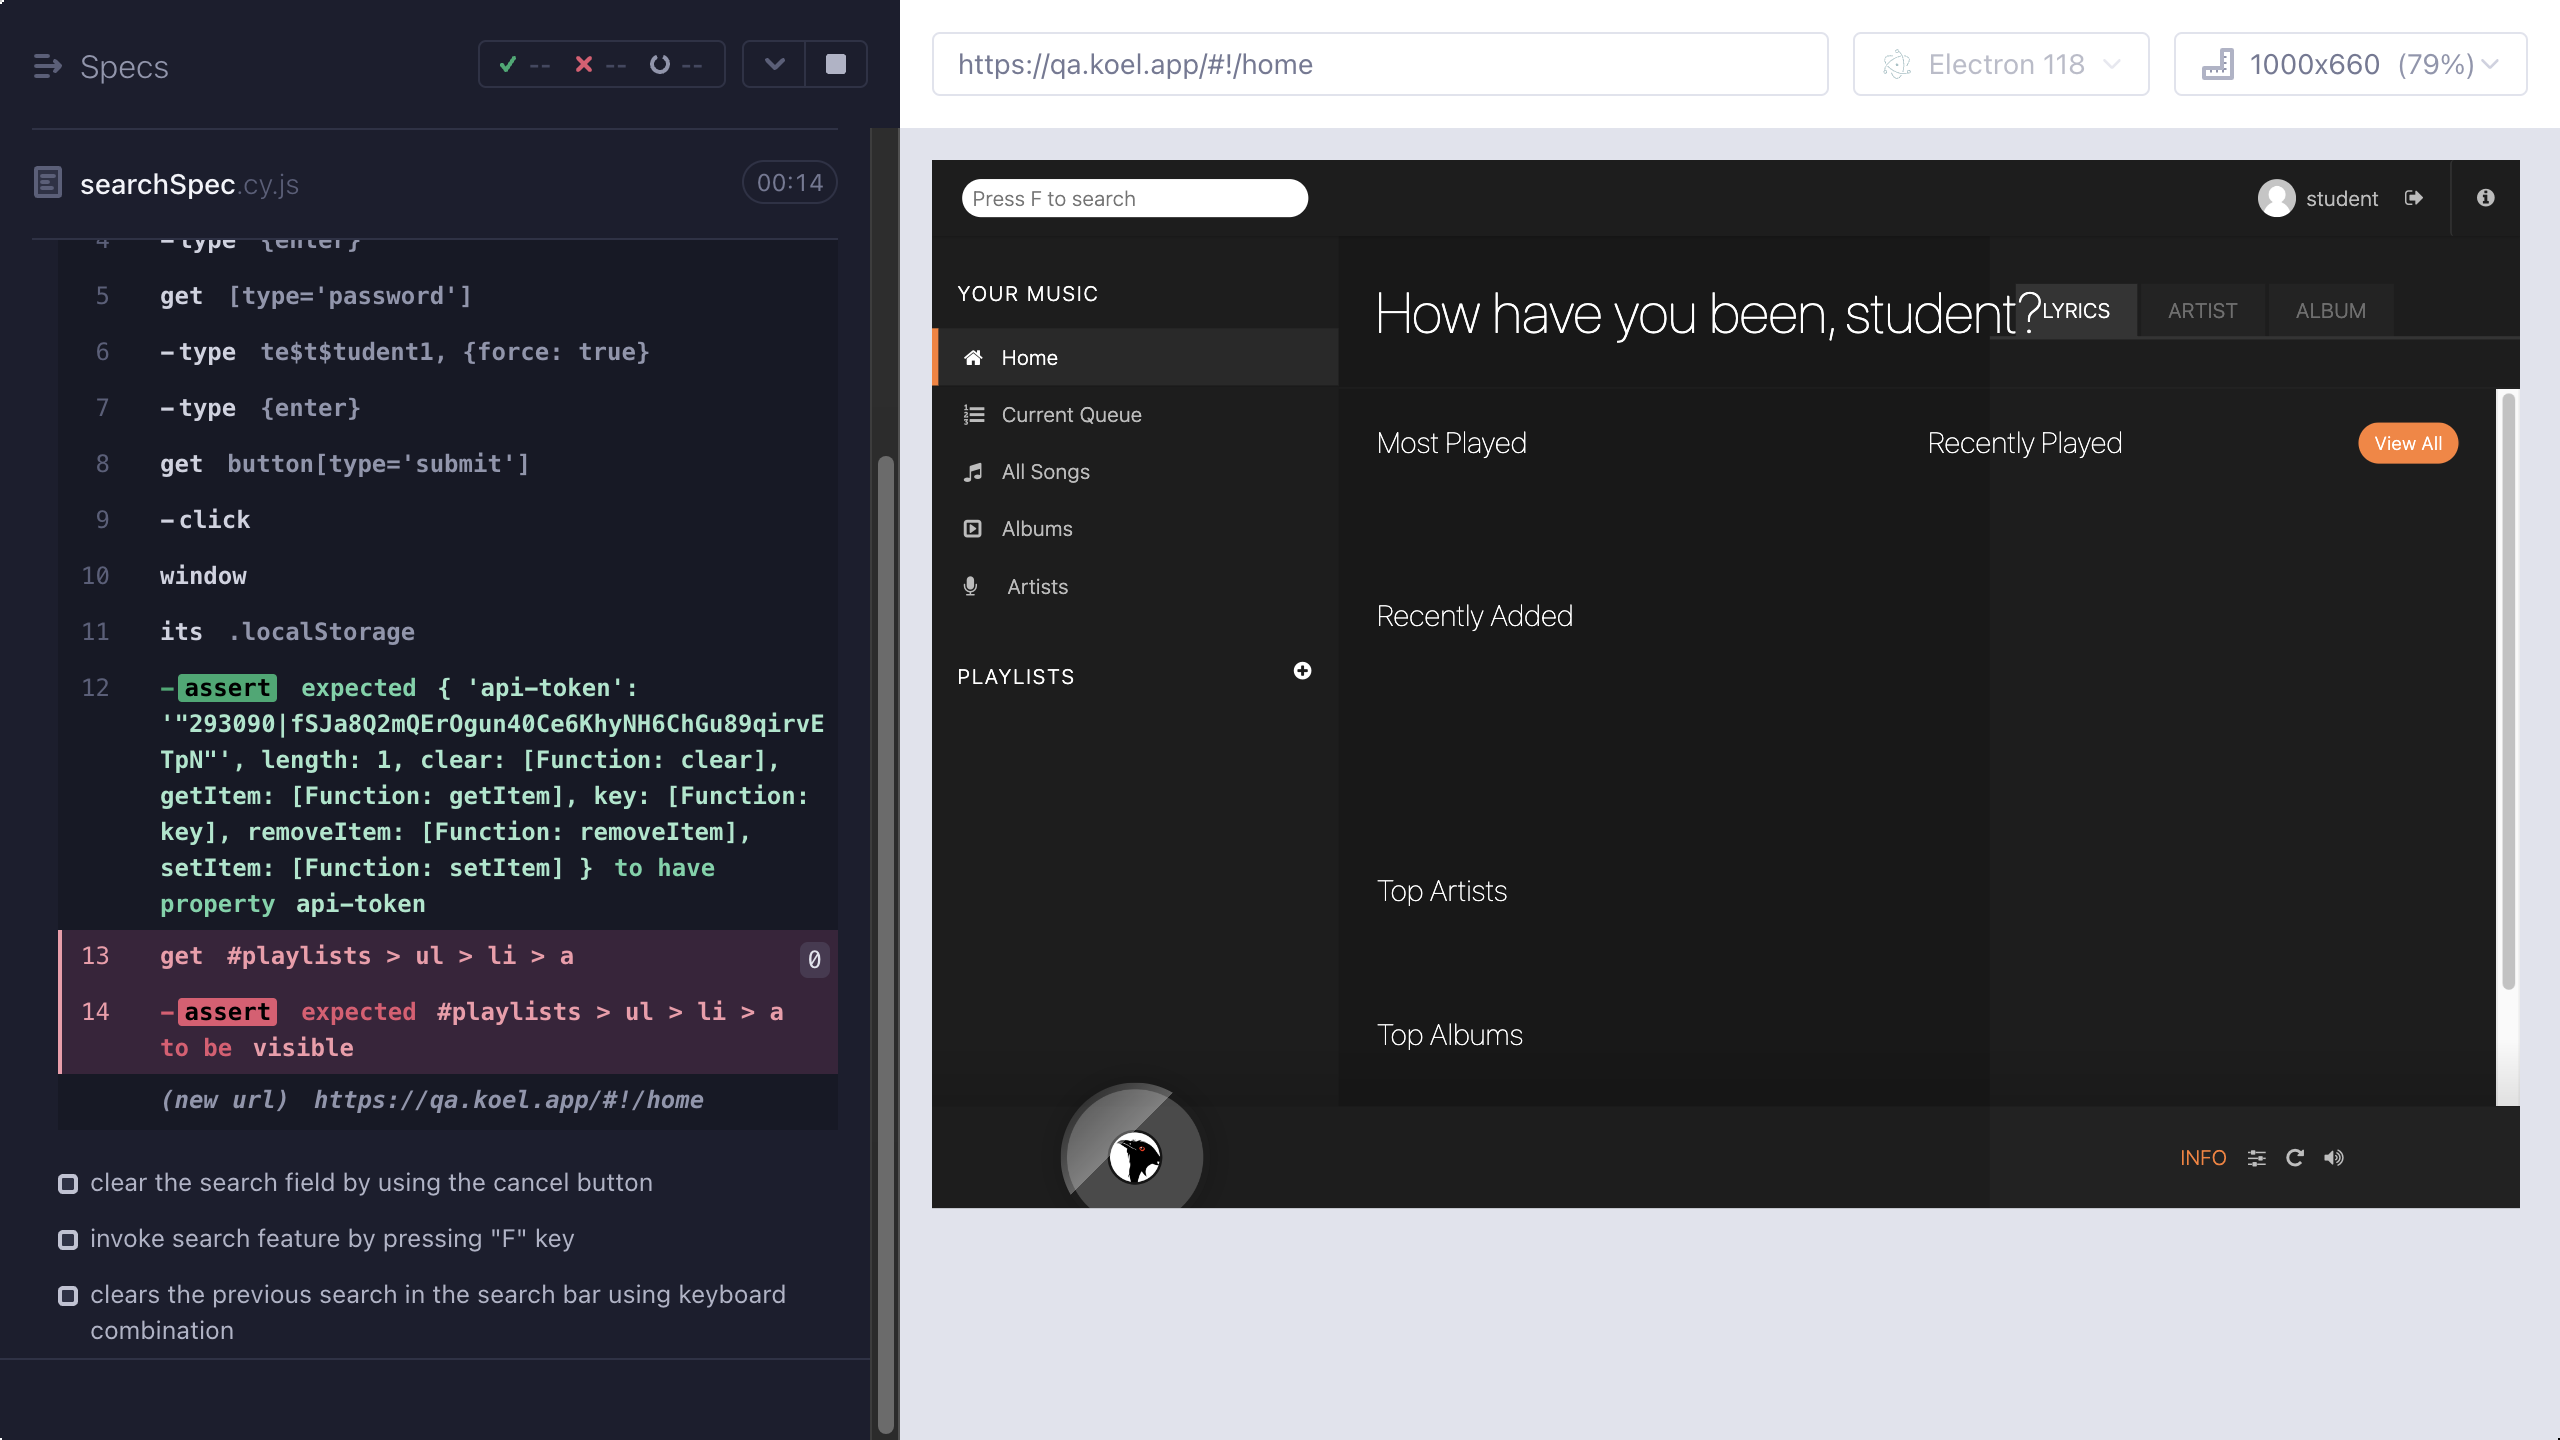 Specs
-- -- --
searchSpec.cy.js
00:14
4 -type {enter}
5 get [type='password']
6 -type te$t$tudent1, {force: true}
7 -type {enter}
8 get button[type='submit']
9 -click
10 window
11 its .localStorage
12 -assert expected { 'api-token':
'"293090|fSJa8Q2mQErOgun40Ce6KhyNH6ChGu89qirvE
TpN"', length: 1, clear: [Function: clear],
getItem: [Function: getItem], key: [Function:
key], removeItem: [Function: removeItem],
setItem: [Function: setItem] } to have
property api-token
13 get #playlists > ul > li > a 0
14 -assert expected #playlists > ul > li > a
to be visible
(new url) https://qa.koel.app/#!/home
clear the search field by using the cancel button
invoke search feature by pressing "F" key
clears the previous search in the search bar using keyboard
combination
https://qa.koel.app/#!/home
Electron 118
1000x660 (79%)
Press F to search
student
YOUR MUSIC
Home
Current Queue
All Songs
Albums
Artists
PLAYLISTS
How have you been, student?
LYRICS ARTIST ALBUM
Most Played
Recently Played
View All
Recently Added
Top Artists
Top Albums
INFO